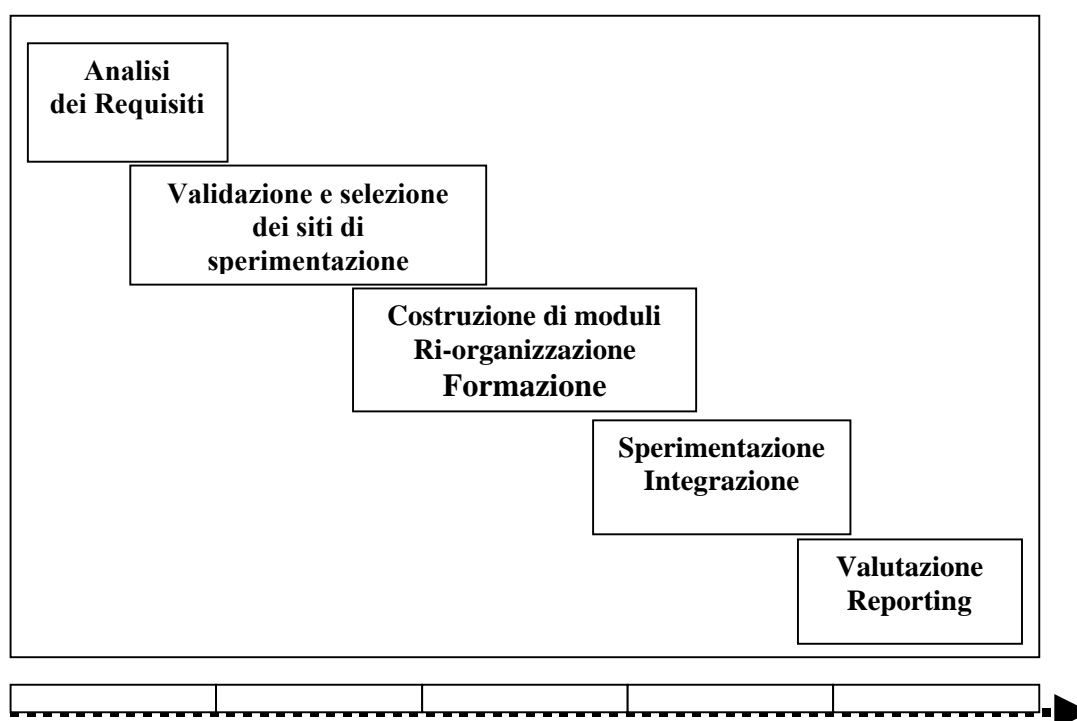 Analisi
dei Requisiti
Validazione e selezione
dei siti di
sperimentazione
Costruzione di moduli
Ri-organizzazione
Formazione
Sperimentazione
Integrazione
Valutazione
Reporting